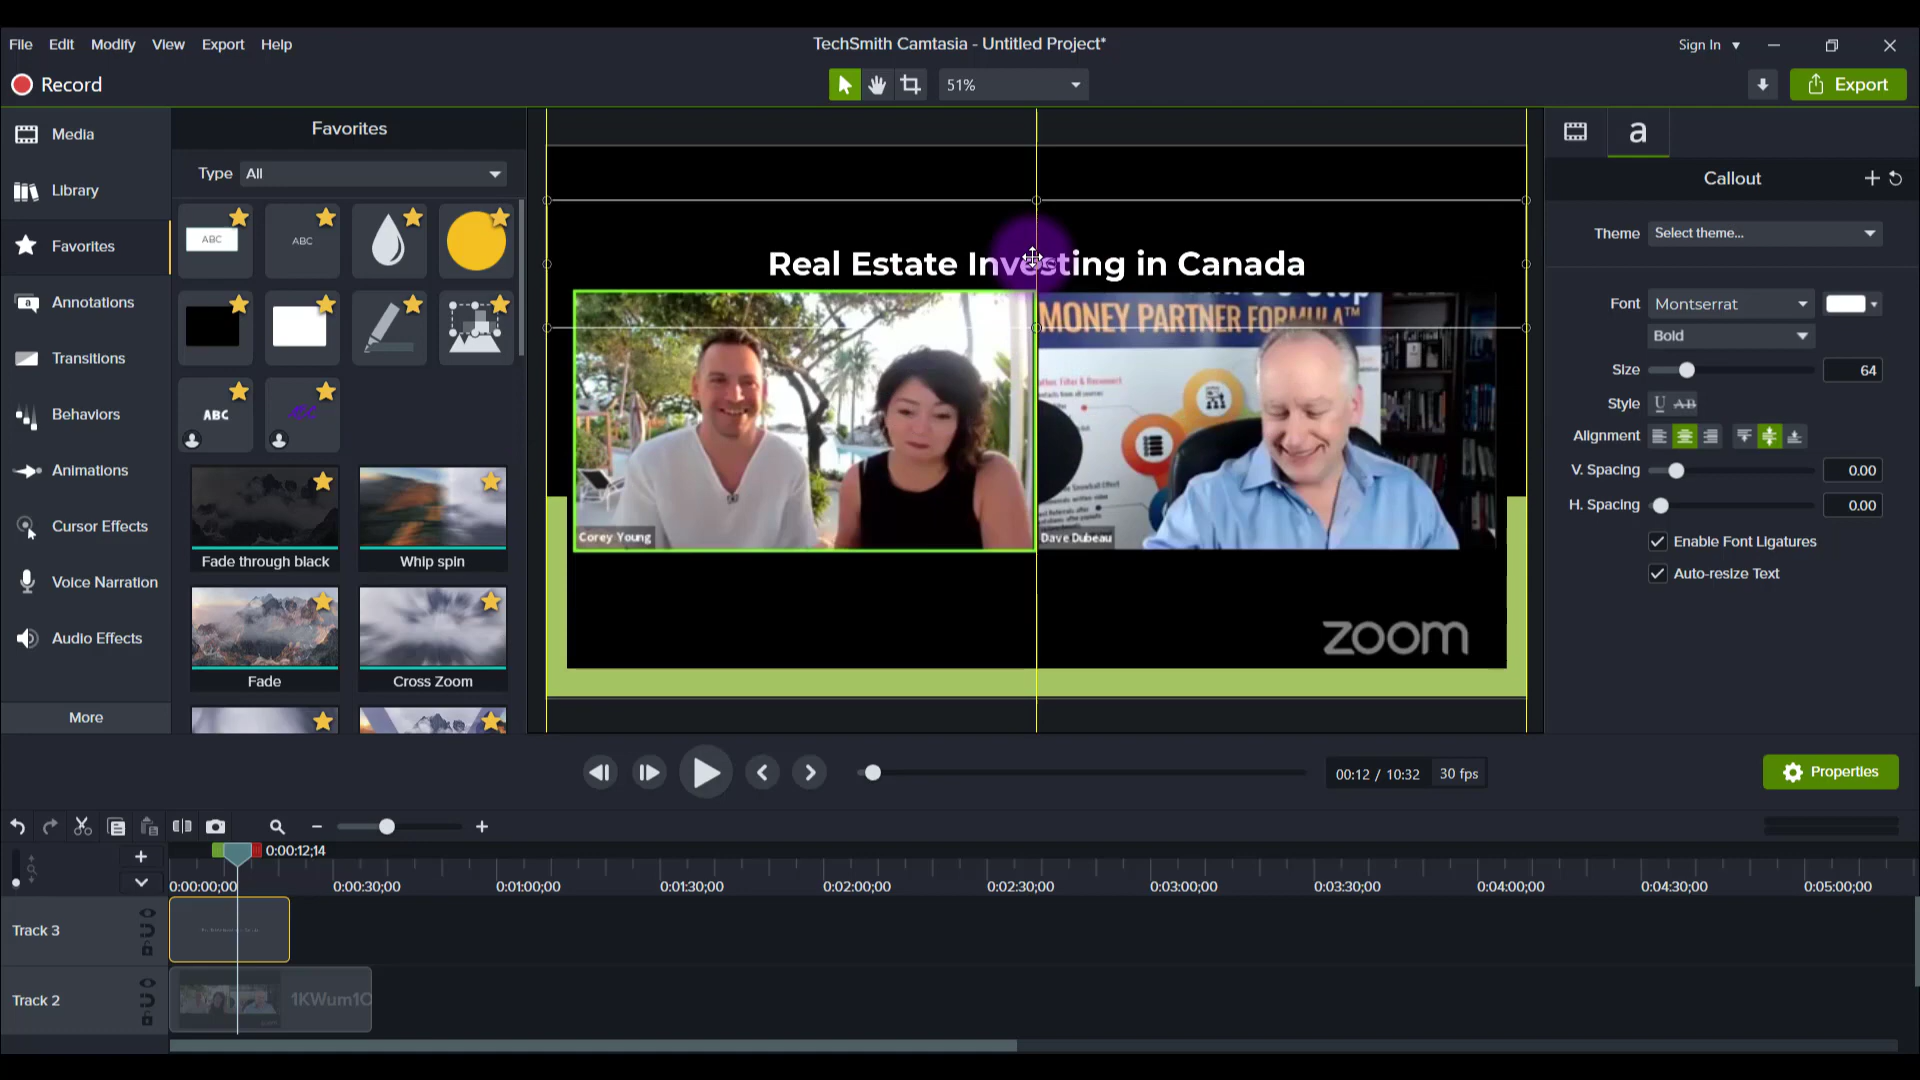 File Edit Modify View Export Help
TechSmith Camtasia - Untitled Project*
Sign In
Record
51%
Export
Media
Library
Favorites
Annotations
Transitions
Behaviors
Animations
Cursor Effects
Voice Narration
Audio Effects
More
Favorites
Type All
ABC
ABC
ABC
ABC
Fade through black
Whip spin
Fade
Cross Zoom
Real Estate Investing in Canada
MONEY PARTNER FORMULA™
Corey Young
Dave Dubeau
zoom
a
Callout
Theme Select theme...
Font Montserrat
Bold
Size 64
Style U AB
Alignment
V. Spacing 0.00
H. Spacing 0.00
Enable Font Ligatures
Auto-resize Text
00:12 / 10:32 30 fps
Properties
0:00:12;14
0:00:00;00 0:00:30;00 0:01:00;00 0:01:30;00 0:02:00;00 0:02:30;00 0:03:00;00 0:03:30;00 0:04:00;00 0:04:30;00 0:05:00;00
Track 3
Track 2
1KWum1O